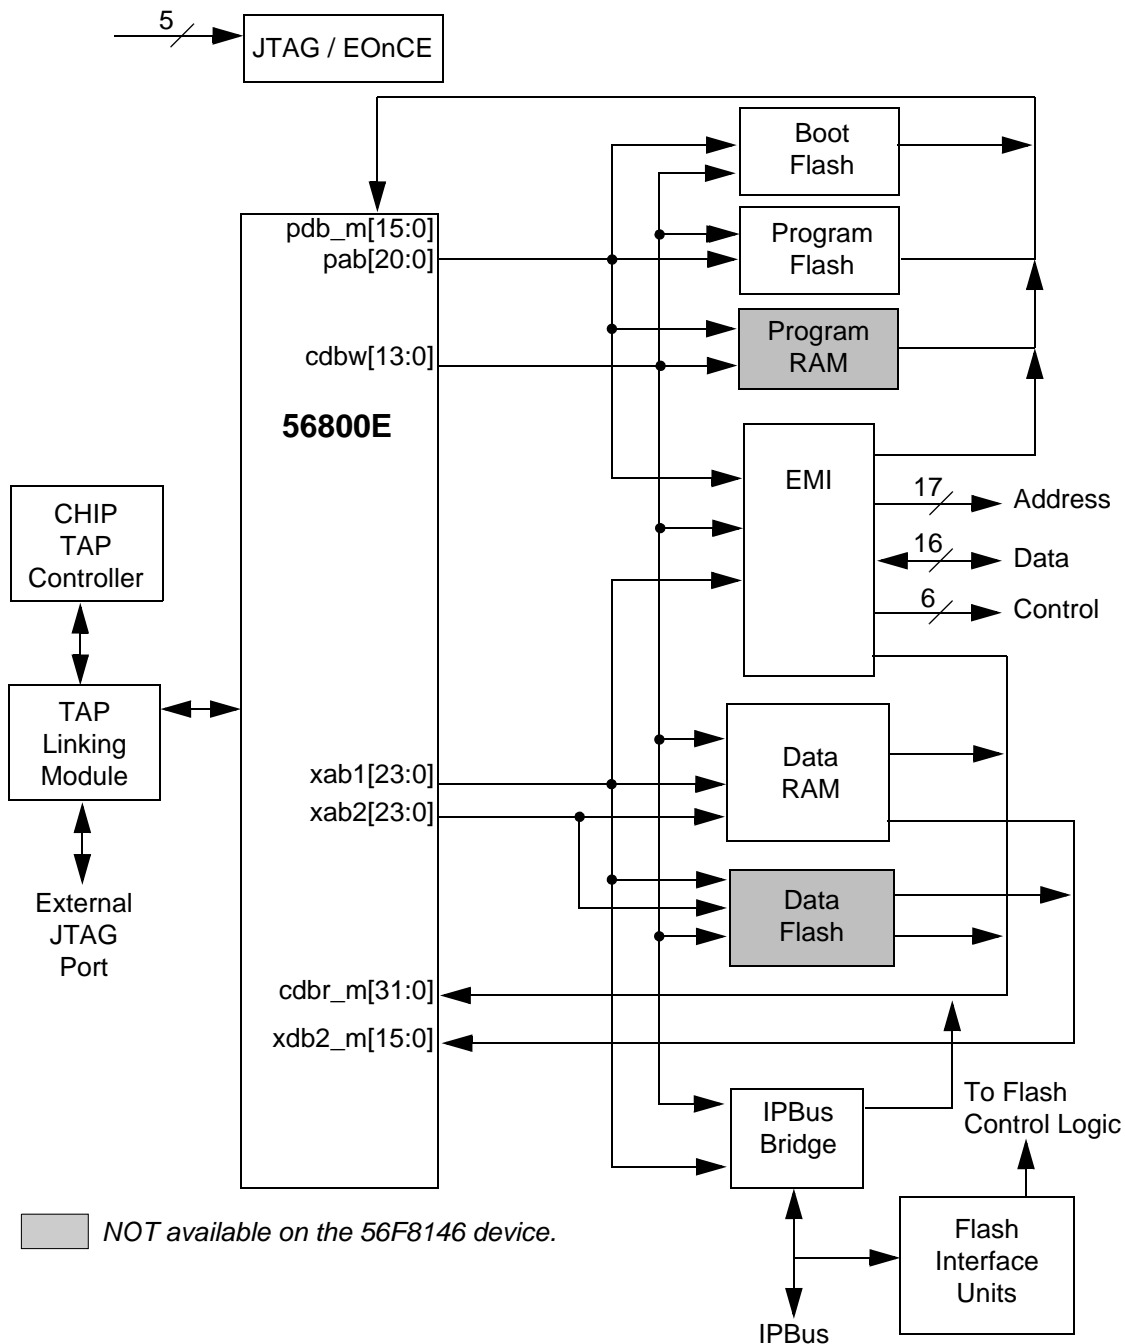 5
JTAG / EOnCE
Boot
Flash
pdb_m[15:0]
pab[20:0]
Program
Flash
cdbw[13:0]
Program
RAM
56800E
EMI
17
Address
16
Data
6
Control
CHIP
TAP
Controller
TAP
Linking
Module
External
JTAG
Port
xab1[23:0]
xab2[23:0]
Data
RAM
Data
Flash
cdbr_m[31:0]
xdb2_m[15:0]
IPBus
Bridge
To Flash
Control Logic
Flash
Interface
Units
IPBus
NOT available on the 56F8146 device.